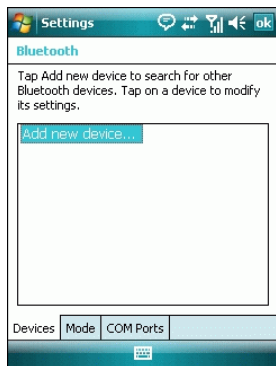 Settings
ok
Bluetooth
Tap Add new device to search for other
Bluetooth devices. Tap on a device to modify
its settings.
Add new device...
Devices Mode COM Ports